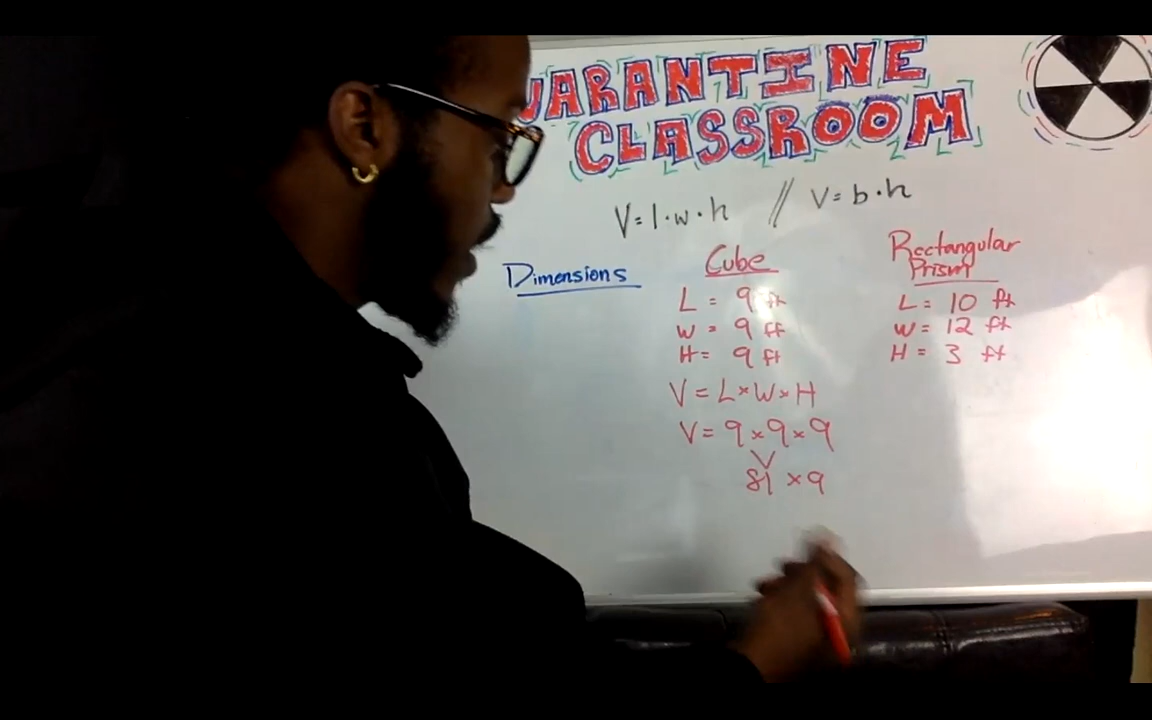 QUARANTINE
CLASSROOM
V=l·w·h // V=b·h
Dimensions
Cube
L = 9 ft
W = 9 ft
H = 9 ft
V = L×W×H
V = 9×9×9
81 × 9
Rectangular
Prism
L = 10 ft
W = 12 ft
H = 3 ft